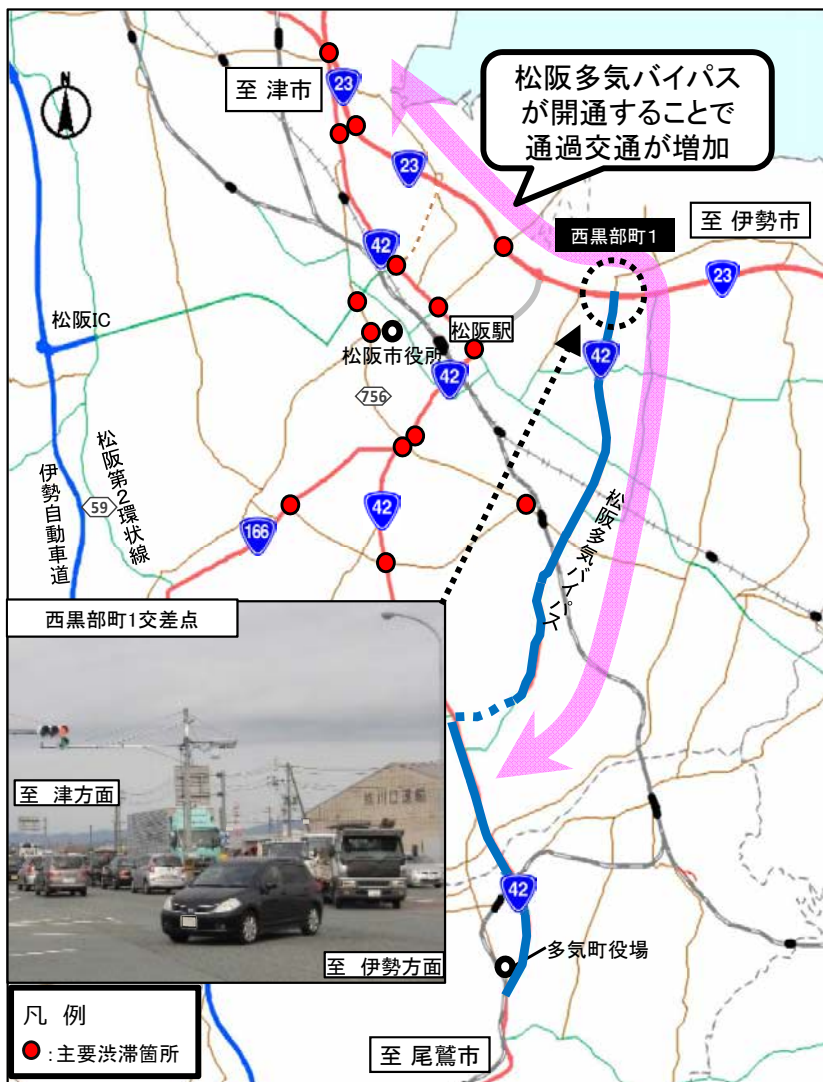 N
至 津市
23
松阪多気バイパス
が開通することで
通過交通が増加
23
42
至 伊勢市
西黒部町1
23
松阪IC
松阪駅
松阪市役所
42
42
756
松阪第2環状線
伊勢自動車道
59
166
42
松阪多気バイパス
西黒部町1交差点
至 津方面
川口運輸
至 伊勢方面
42
多気町役場
凡 例
:主要渋滞箇所
至 尾鷲市